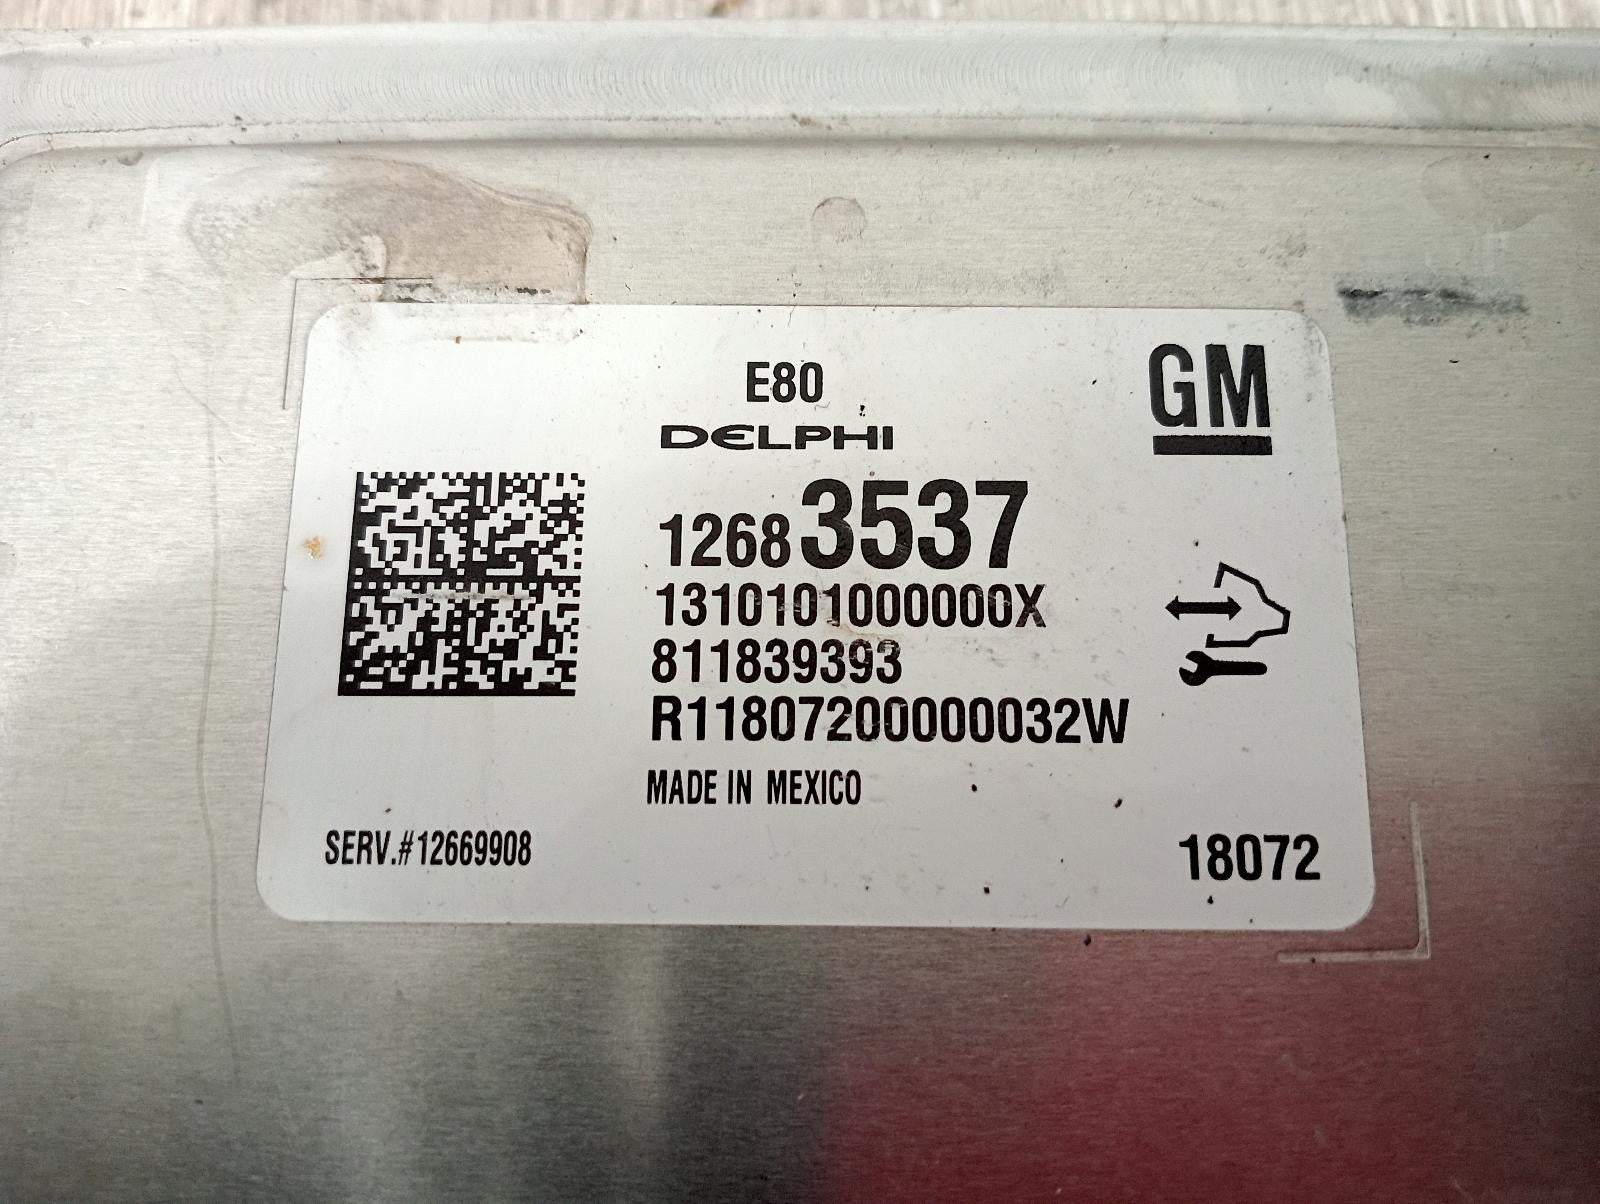 E80
GM
DELPHI
12683537
1310101000000X
811839393
R11807200000032W
MADE IN MEXICO
SERV.#12669908
18072